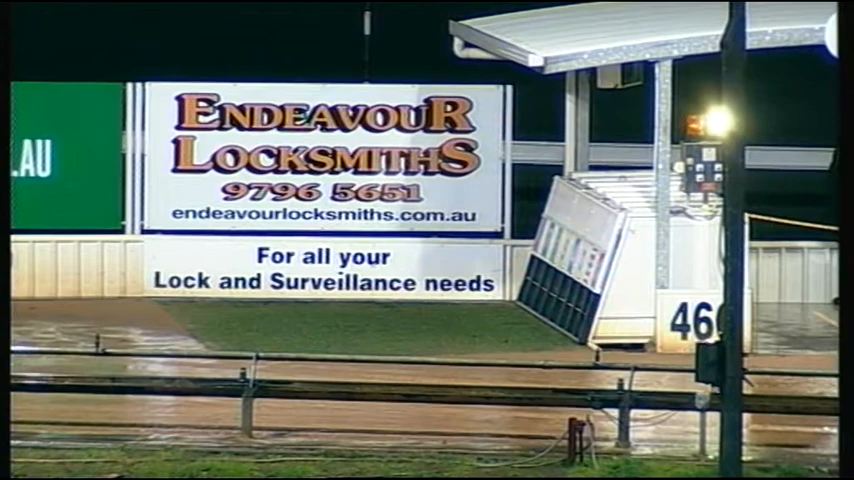 .AU
ENDEAVOUR
LOCKSMITHS
9796 5651
endeavourlocksmiths.com.au
For all your
Lock and Surveillance needs
46